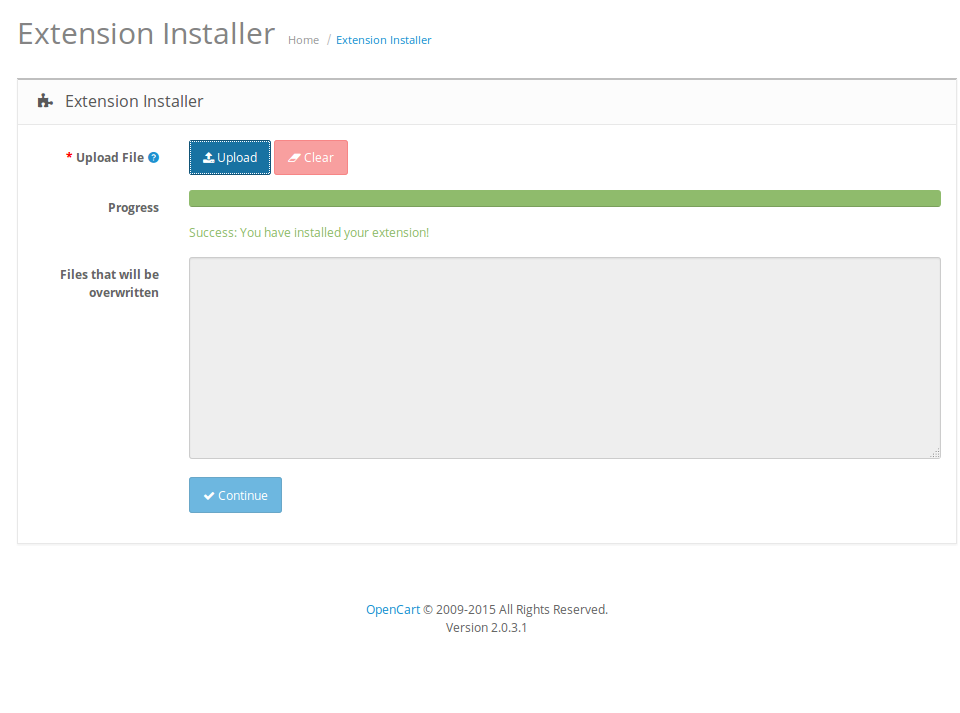 Extension Installer Home / Extension Installer
Extension Installer
* Upload File ? Upload Clear
Progress
Success: You have installed your extension!
Files that will be
overwritten
Continue
OpenCart © 2009-2015 All Rights Reserved.
Version 2.0.3.1